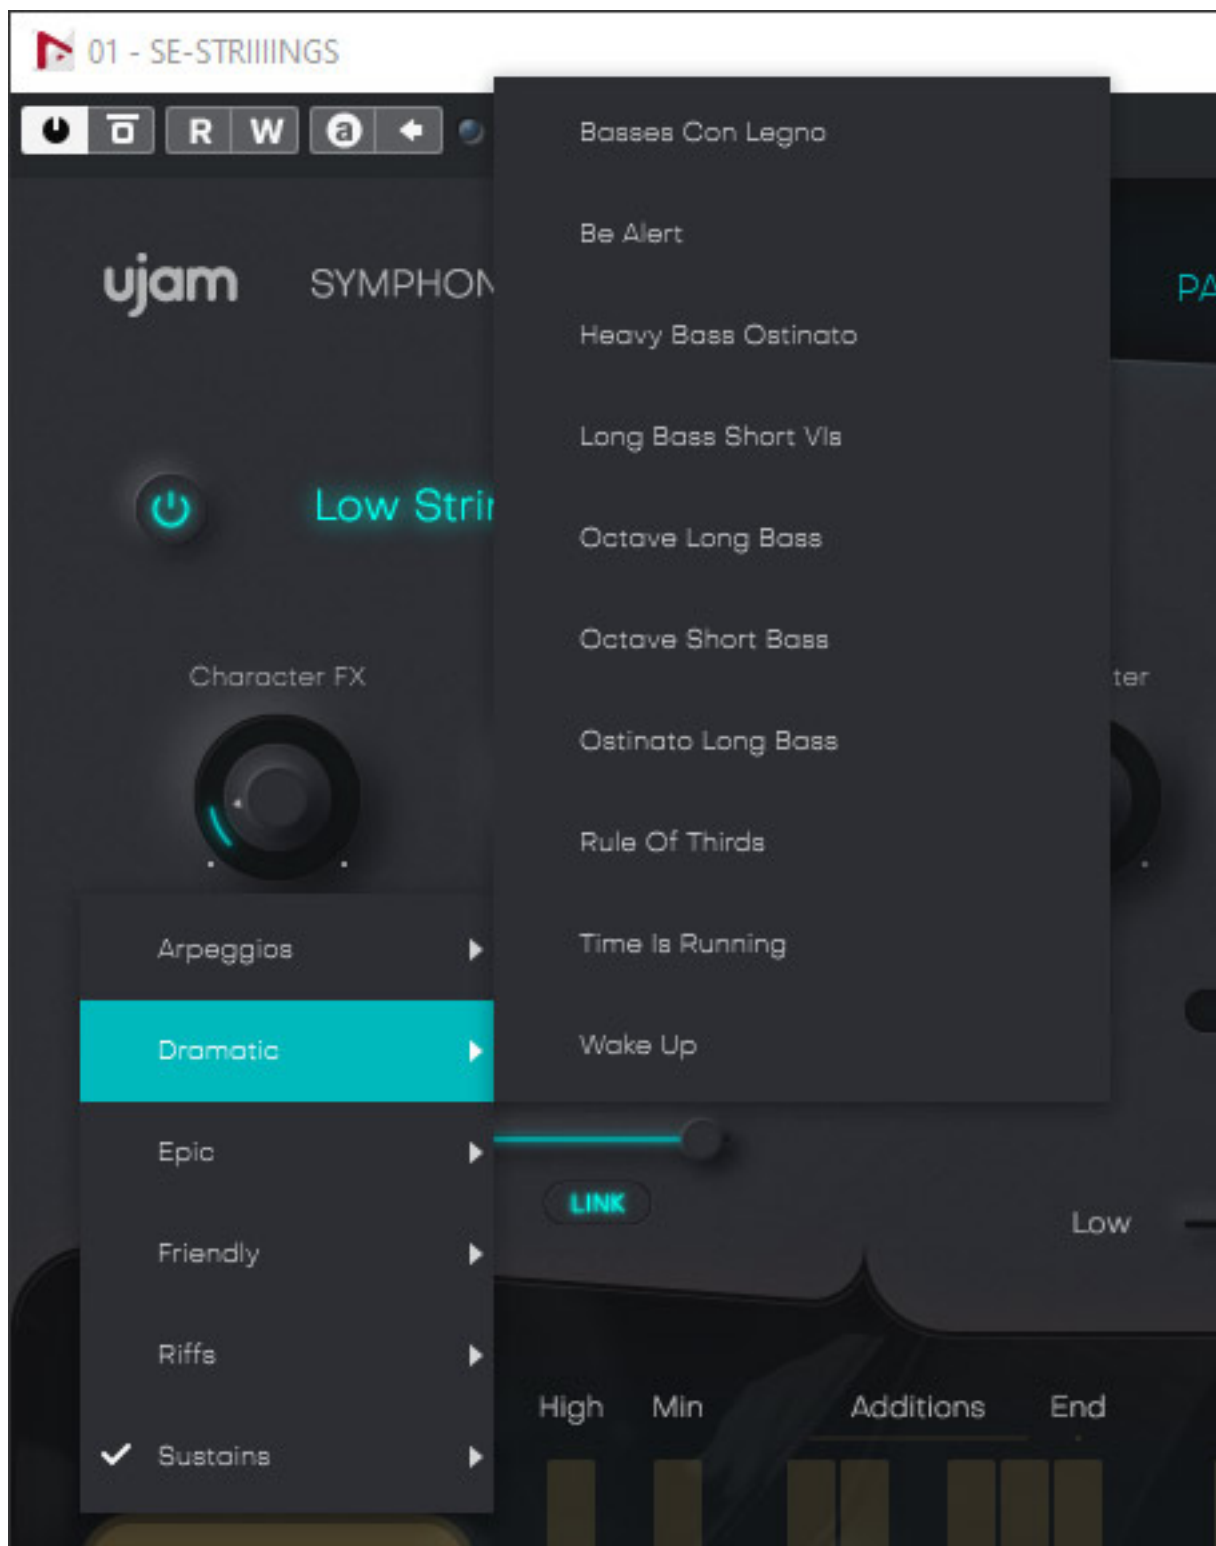 01 - SE-STRIIIINGS
R W a
ujam SYMPHON
PA
Low Strin
Character FX
ter
Basses Con Legno
Be Alert
Heavy Bass Ostinato
Long Bass Short Vls
Octave Long Bass
Octave Short Bass
Ostinato Long Bass
Rule Of Thirds
Time Is Running
Wake Up
Arpeggios
Dramatic
Epic
Friendly
Riffs
Sustains
LINK
Low
High Min Additions End